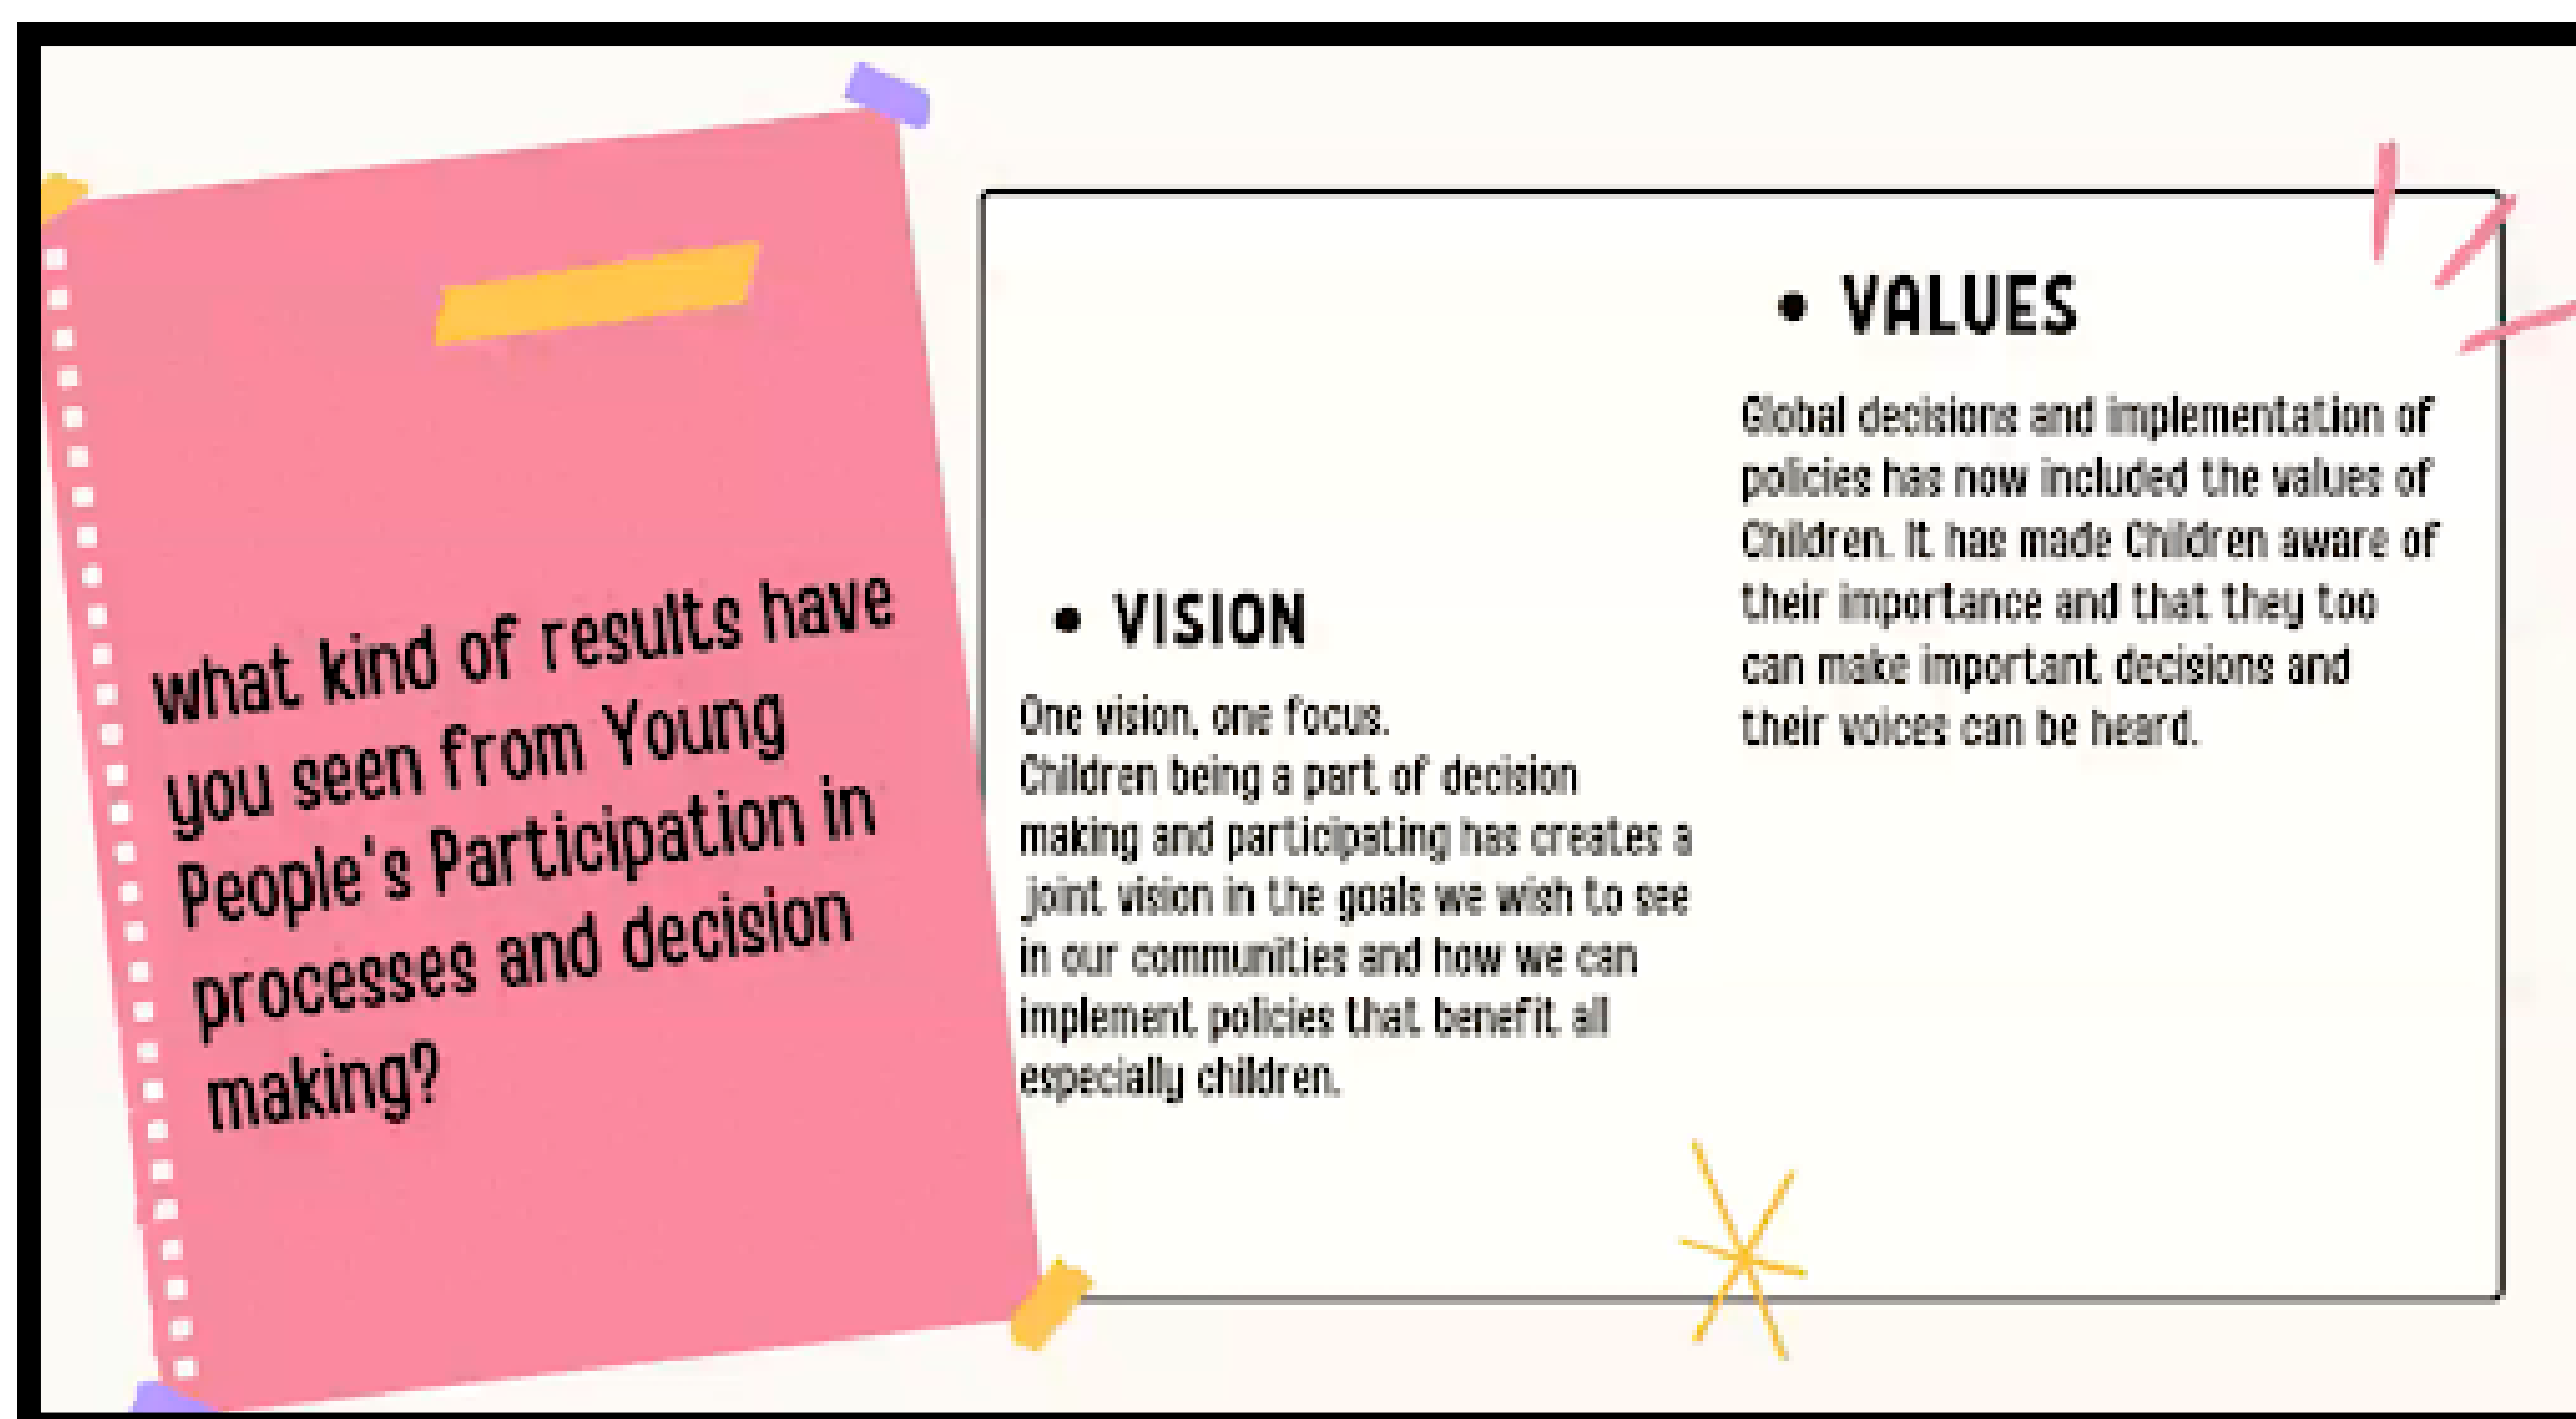 What kind of results have
you seen from Young
People's Participation in
processes and decision
making?
• VISION
One vision, one focus.
Children being a part of decision
making and participating has creates a
joint vision in the goals we wish to see
in our communities and how we can
implement policies that benefit all
especially children.
• VALUES
Global decisions and implementation of
policies has now included the values of
Children. It has made Children aware of
their importance and that they too
can make important decisions and
their voices can be heard.